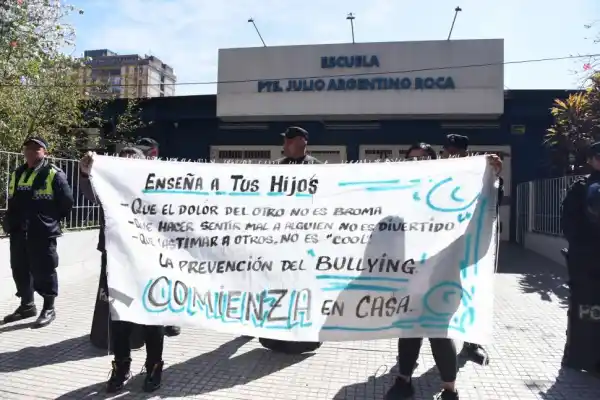 ESCUELA
PTE. JULIO ARGENTINO ROCA
ENSEÑA A TUS HIJOS
-QUE EL DOLOR DEL OTRO NO ES BROMA
-QUE HACER SENTIR MAL A ALGUIEN NO ES DIVERTIDO
-QUE LASTIMAR A OTROS, NO ES "COOL"
LA PREVENCIÓN DEL "BULLYING"
COMIENZA EN CASA.